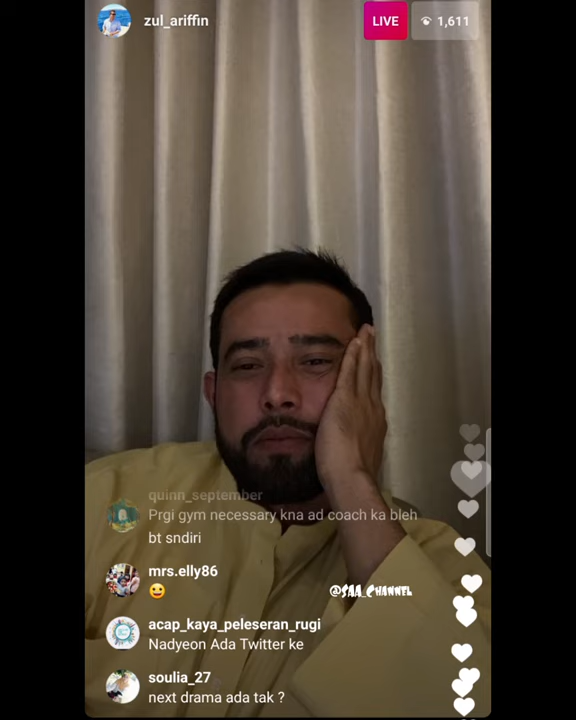 zul_ariffin
LIVE
1,611
quinn_september
Prgi gym necessary kna ad coach ka bleh
bt sndiri
mrs.elly86
😀
@SAA_CHANNEL
acap_kaya_peleseran_rugi
Nadyeon Ada Twitter ke
soulia_27
next drama ada tak ?